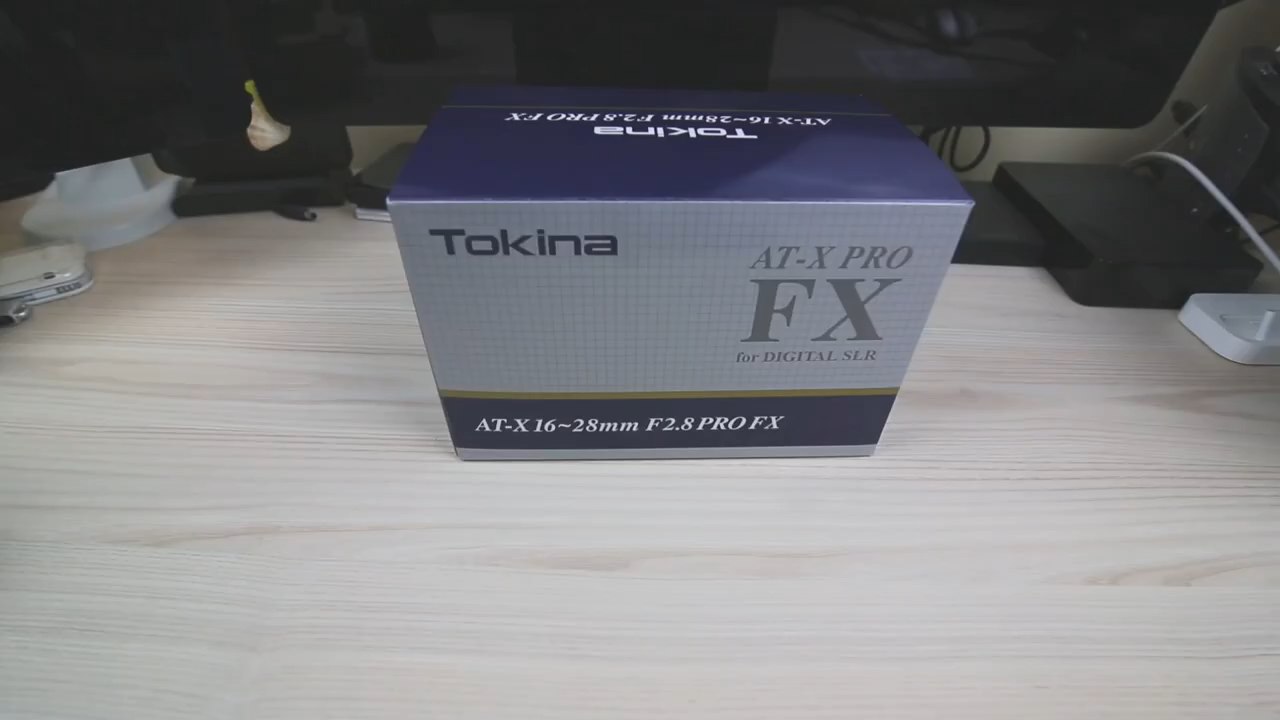 AT-X 16~28mm F2.8 PRO FX
Tokina
Tokina
AT-X PRO
FX
for DIGITAL SLR
AT-X 16~28mm F2.8 PRO FX